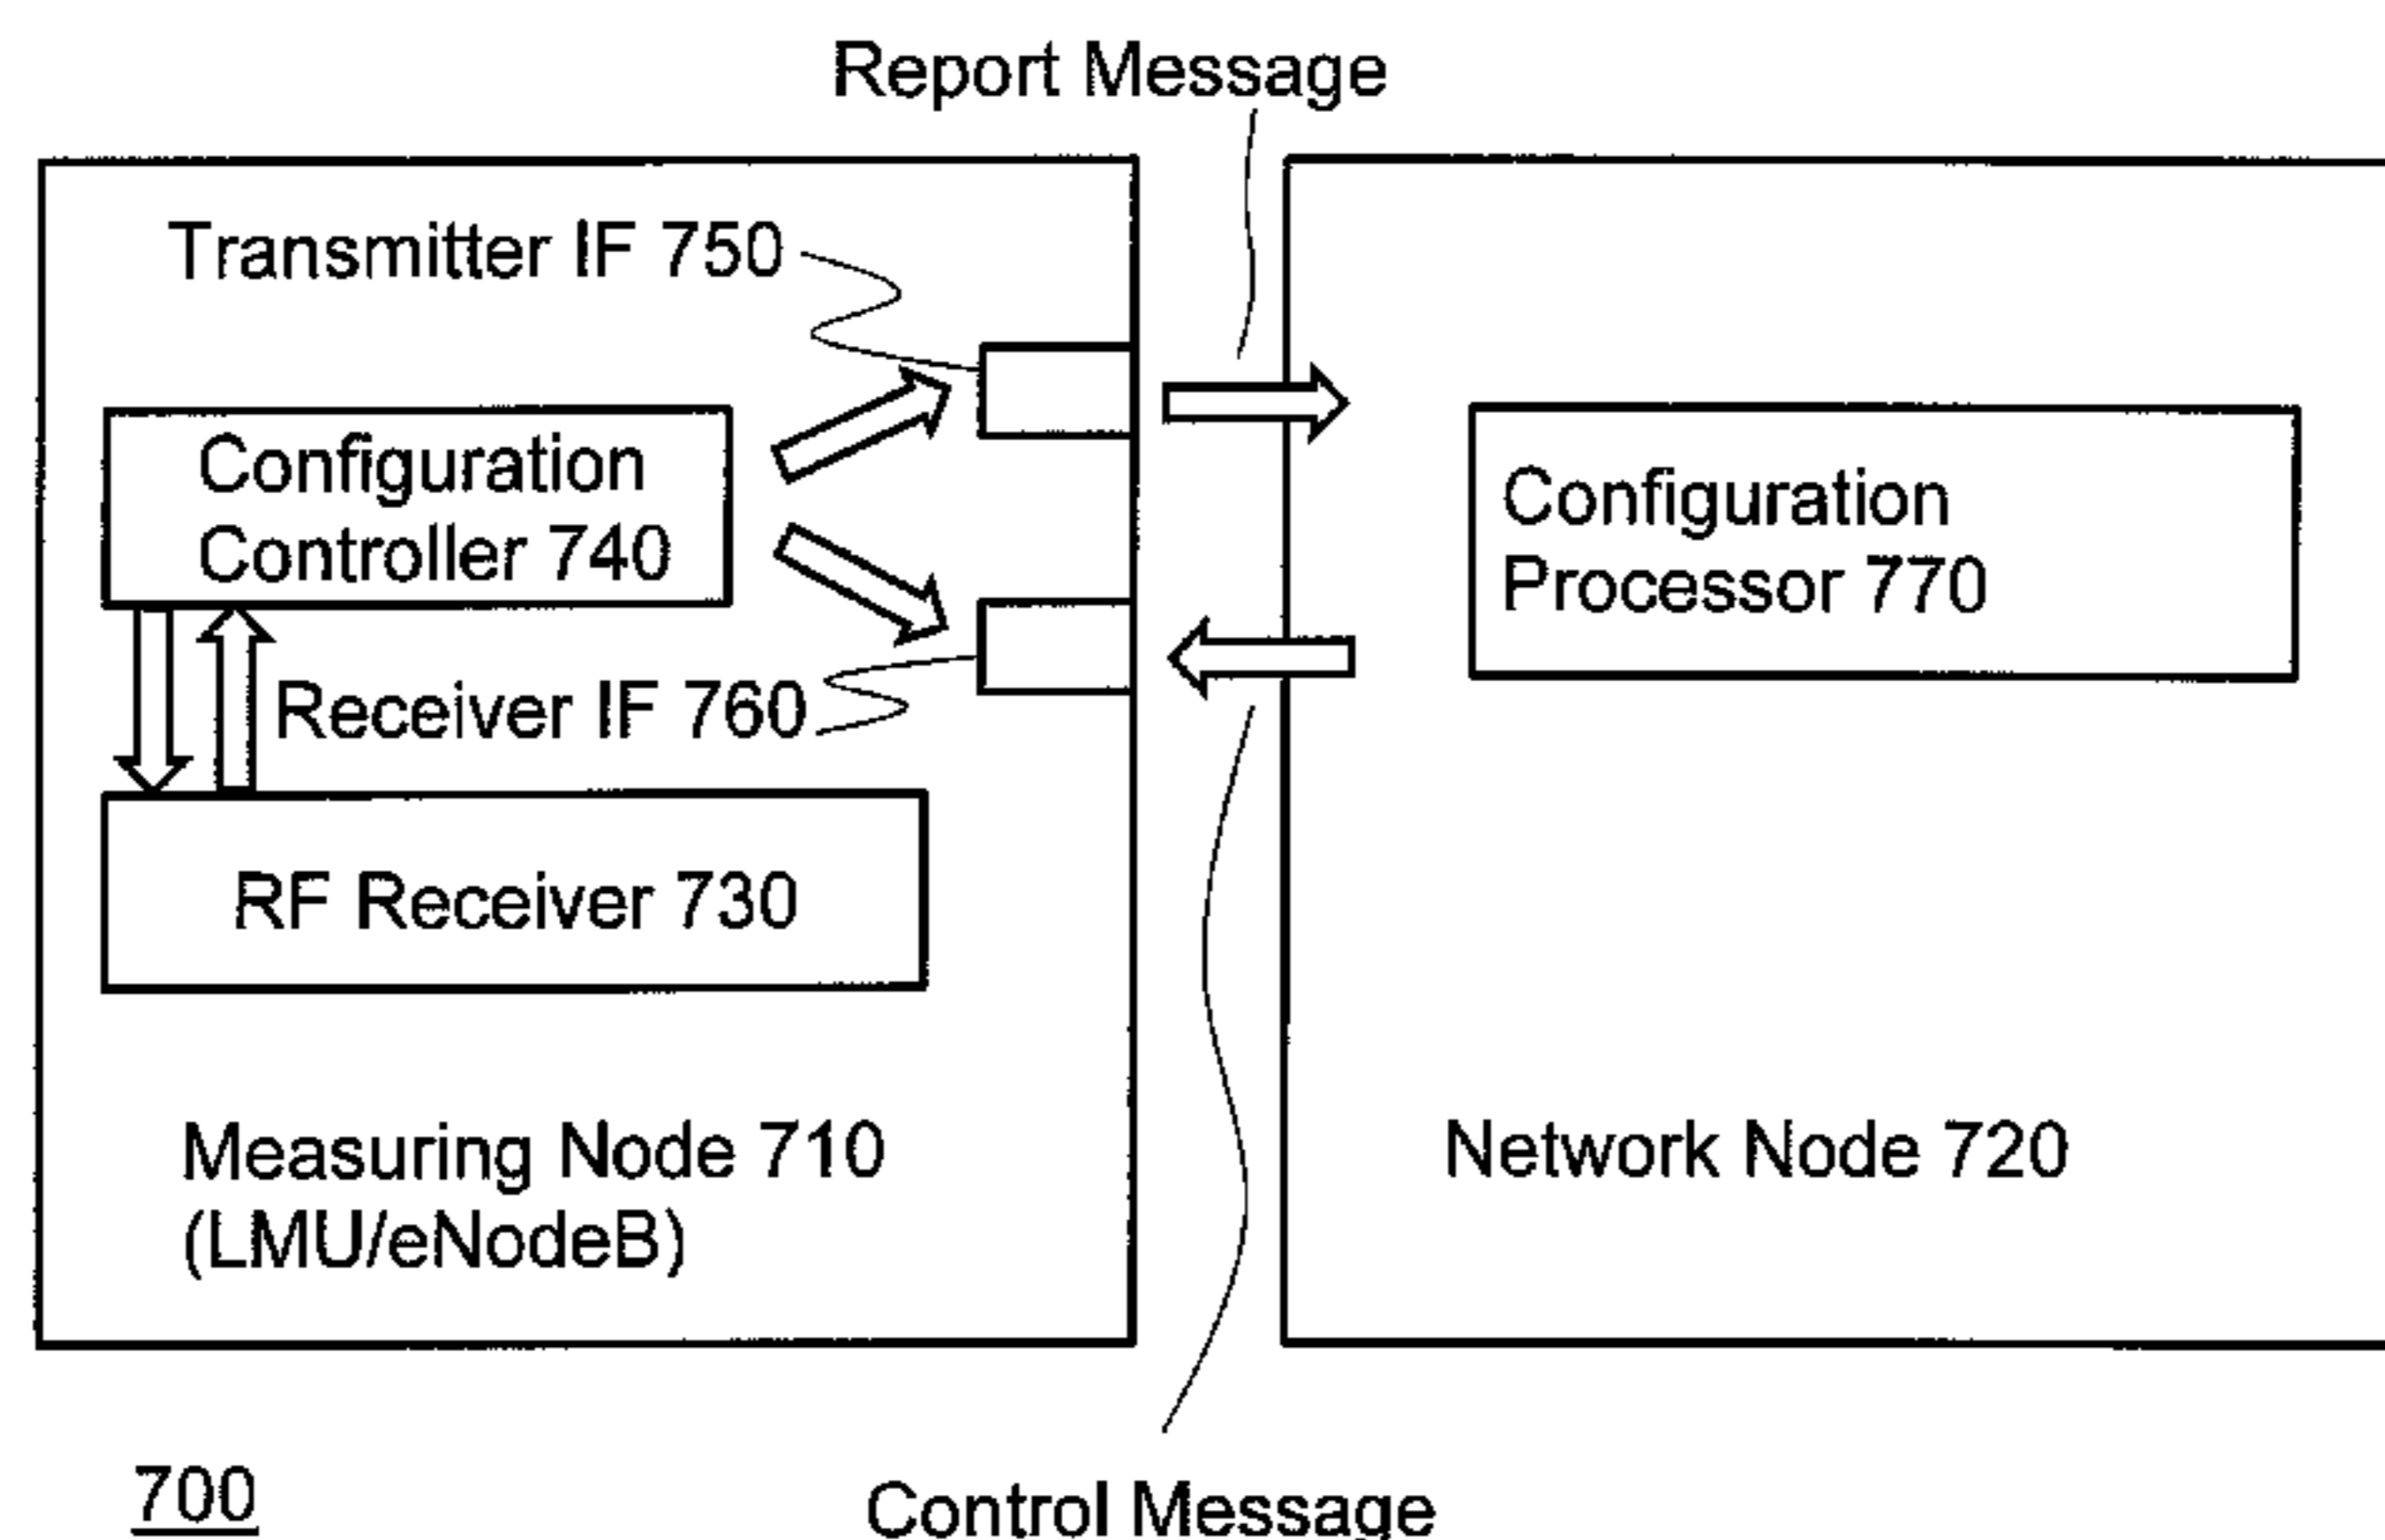 Report Message
Transmitter IF 750
Configuration
Controller 740
Configuration
Processor 770
Receiver IF 760
RF Receiver 730
Measuring Node 710
(LMU/eNodeB)
Network Node 720
700
Control Message